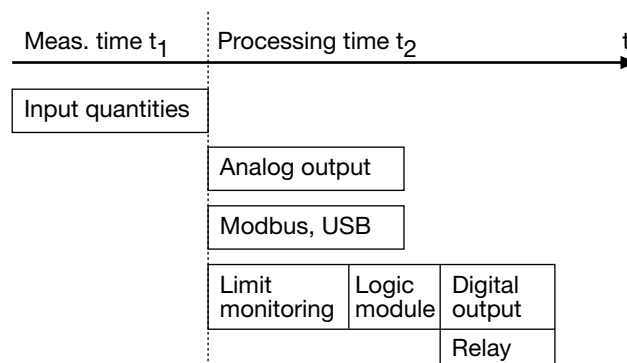 Meas. time t1 Processing time t2 t
Input quantities
Analog output
Modbus, USB
Limit monitoring
Logic module
Digital output
Relay